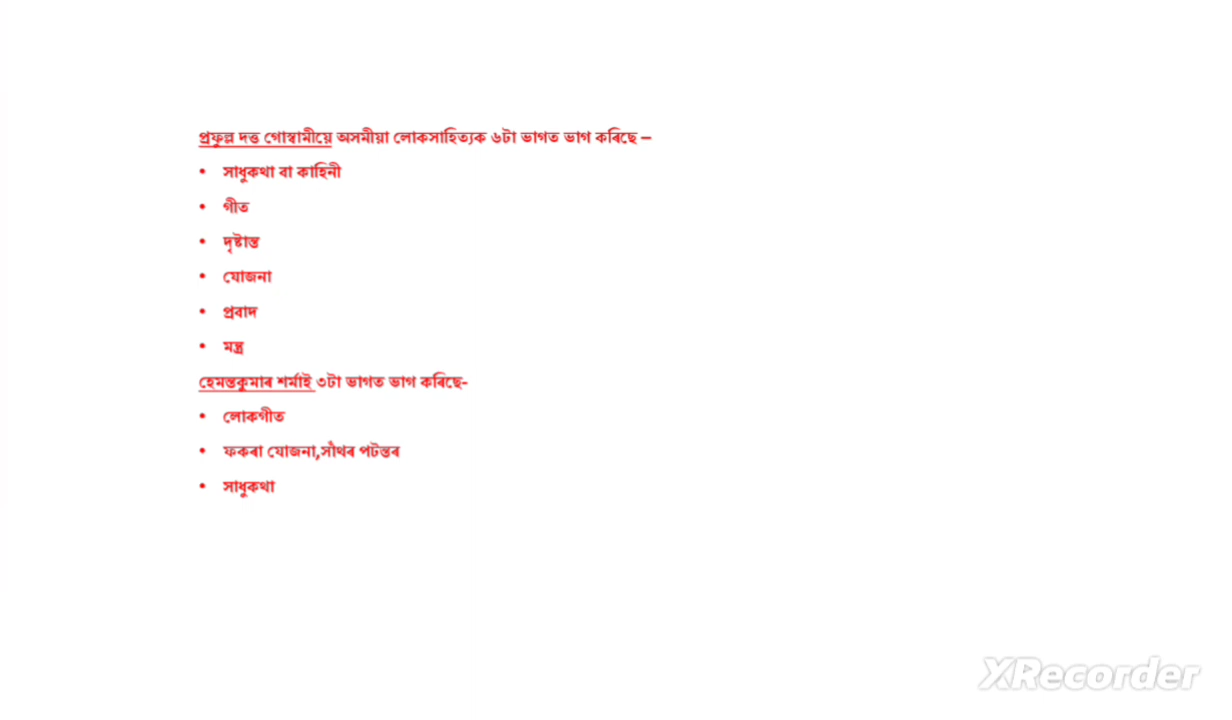 প্ৰফুল্ল দত্ত গোস্বামীয়ে অসমীয়া লোকসাহিত্যক ৬টা ভাগত ভাগ কৰিছে –
• সাধুকথা বা কাহিনী
• গীত
• দৃষ্টান্ত
• যোজনা
• প্ৰবাদ
• মন্ত্ৰ
হেমন্তকুমাৰ শৰ্মাই ৩টা ভাগত ভাগ কৰিছে-
• লোকগীত
• ফকৰা যোজনা,সাঁথৰ পটন্তৰ
• সাধুকথা
XRecorder